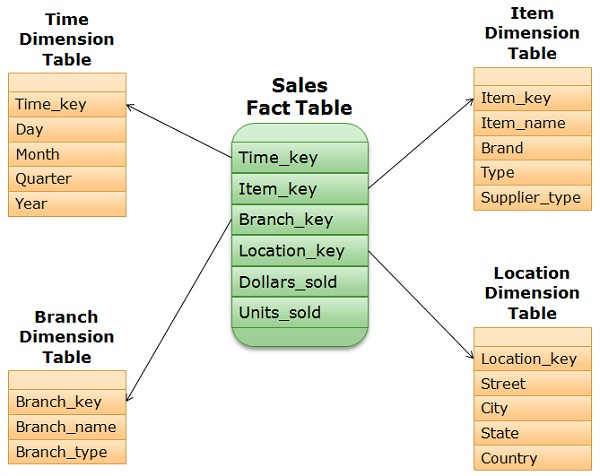 Time
Dimension
Table
Time_key
Day
Month
Quarter
Year
Sales
Fact Table
Time_key
Item_key
Branch_key
Location_key
Dollars_sold
Units_sold
Item
Dimension
Table
Item_key
Item_name
Brand
Type
Supplier_type
Branch
Dimension
Table
Branch_key
Branch_name
Branch_type
Location
Dimension
Table
Location_key
Street
City
State
Country